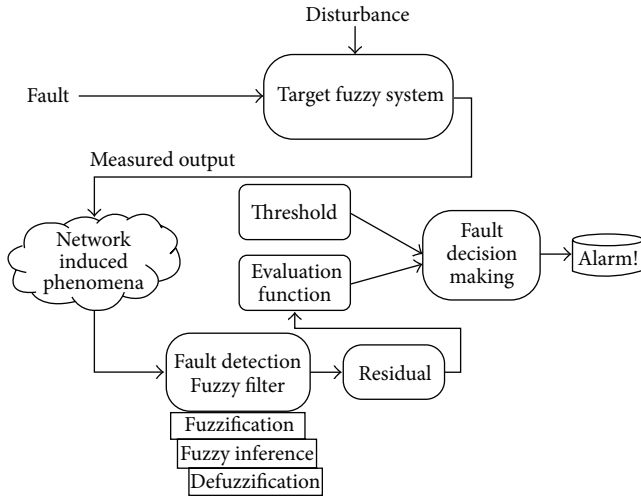 Disturbance
Fault
Target fuzzy system
Measured output
Network
induced
phenomena
Threshold
Evaluation
function
Fault
decision
making
Alarm!
Fault detection
Fuzzy filter
Residual
Fuzzification
Fuzzy inference
Defuzzification